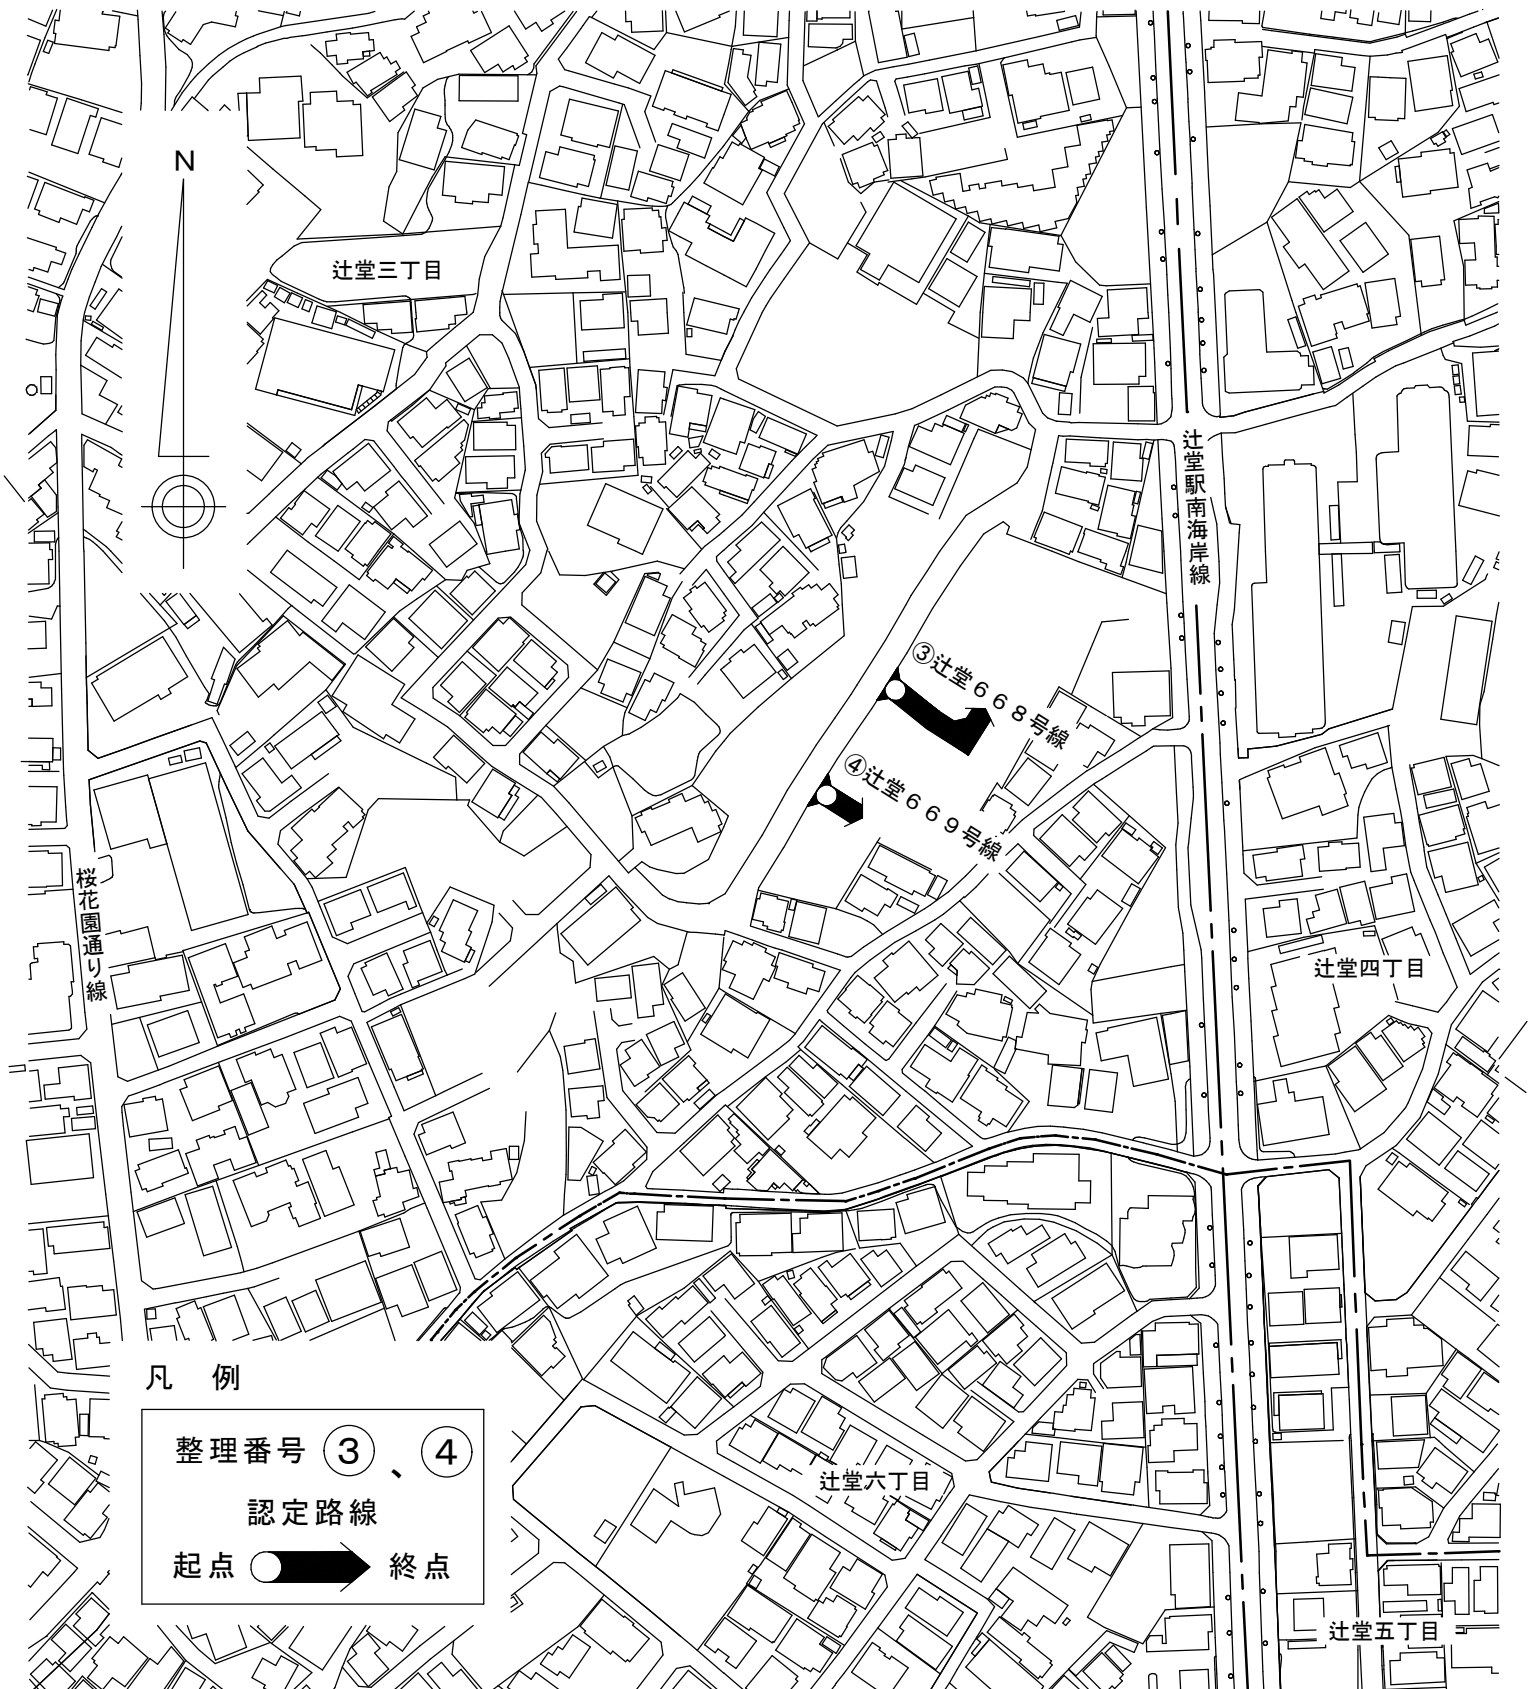 N
辻堂三丁目
辻堂駅南海岸線
③辻堂668号線
④辻堂669号線
桜花園通り線
辻堂四丁目
凡 例
整理番号 ③、④
認定路線
起点 終点
辻堂六丁目
辻堂五丁目